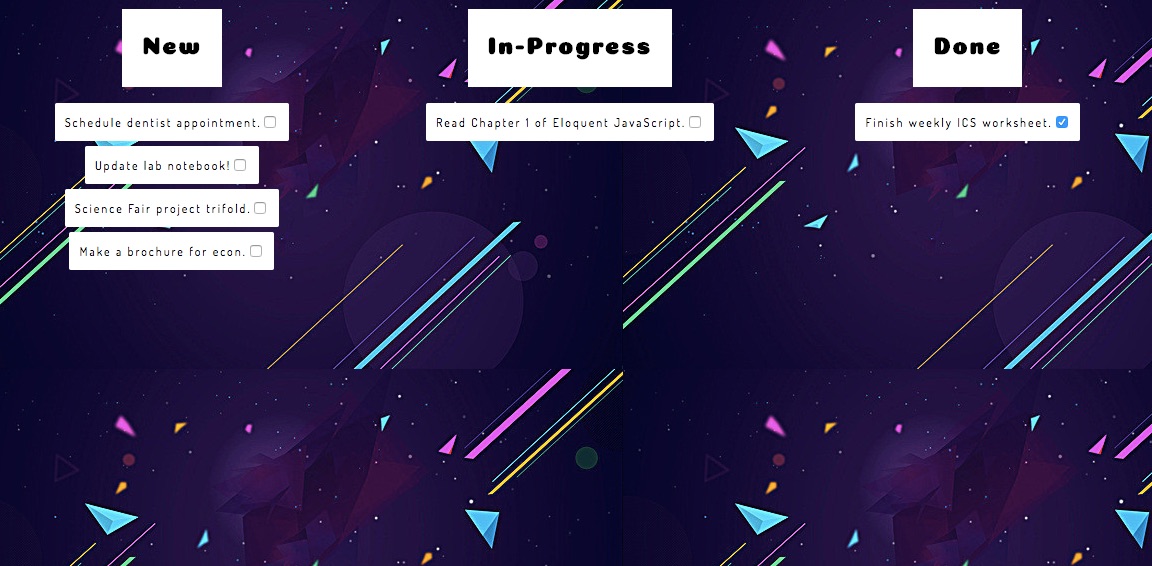 New
Schedule dentist appointment.
Update lab notebook!
Science Fair project trifold.
Make a brochure for econ.
In-Progress
Read Chapter 1 of Eloquent JavaScript.
Done
Finish weekly ICS worksheet.